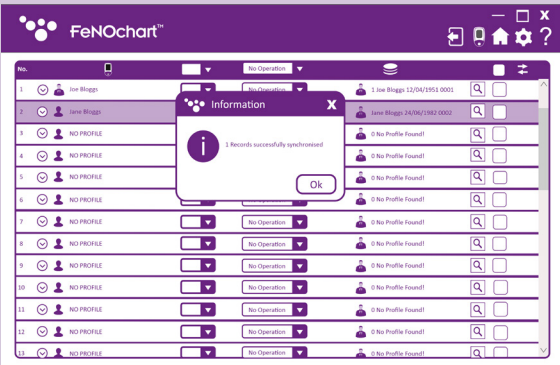 FeNOchart™
No. No Operation
1 Joe Bloggs No Operation 1 Joe Bloggs 12/04/1951 0001
2 Jane Bloggs Jane Bloggs 24/06/1982 0002
Information X
1 Records successfully synchronised
Ok
3 NO PROFILE 0 No Profile Found!
4 NO PROFILE 0 No Profile Found!
5 NO PROFILE 0 No Profile Found!
6 NO PROFILE No Operation 0 No Profile Found!
7 NO PROFILE No Operation 0 No Profile Found!
8 NO PROFILE No Operation 0 No Profile Found!
9 NO PROFILE No Operation 0 No Profile Found!
10 NO PROFILE No Operation 0 No Profile Found!
11 NO PROFILE No Operation 0 No Profile Found!
12 NO PROFILE No Operation 0 No Profile Found!
13 NO PROFILE No Operation 0 No Profile Found!